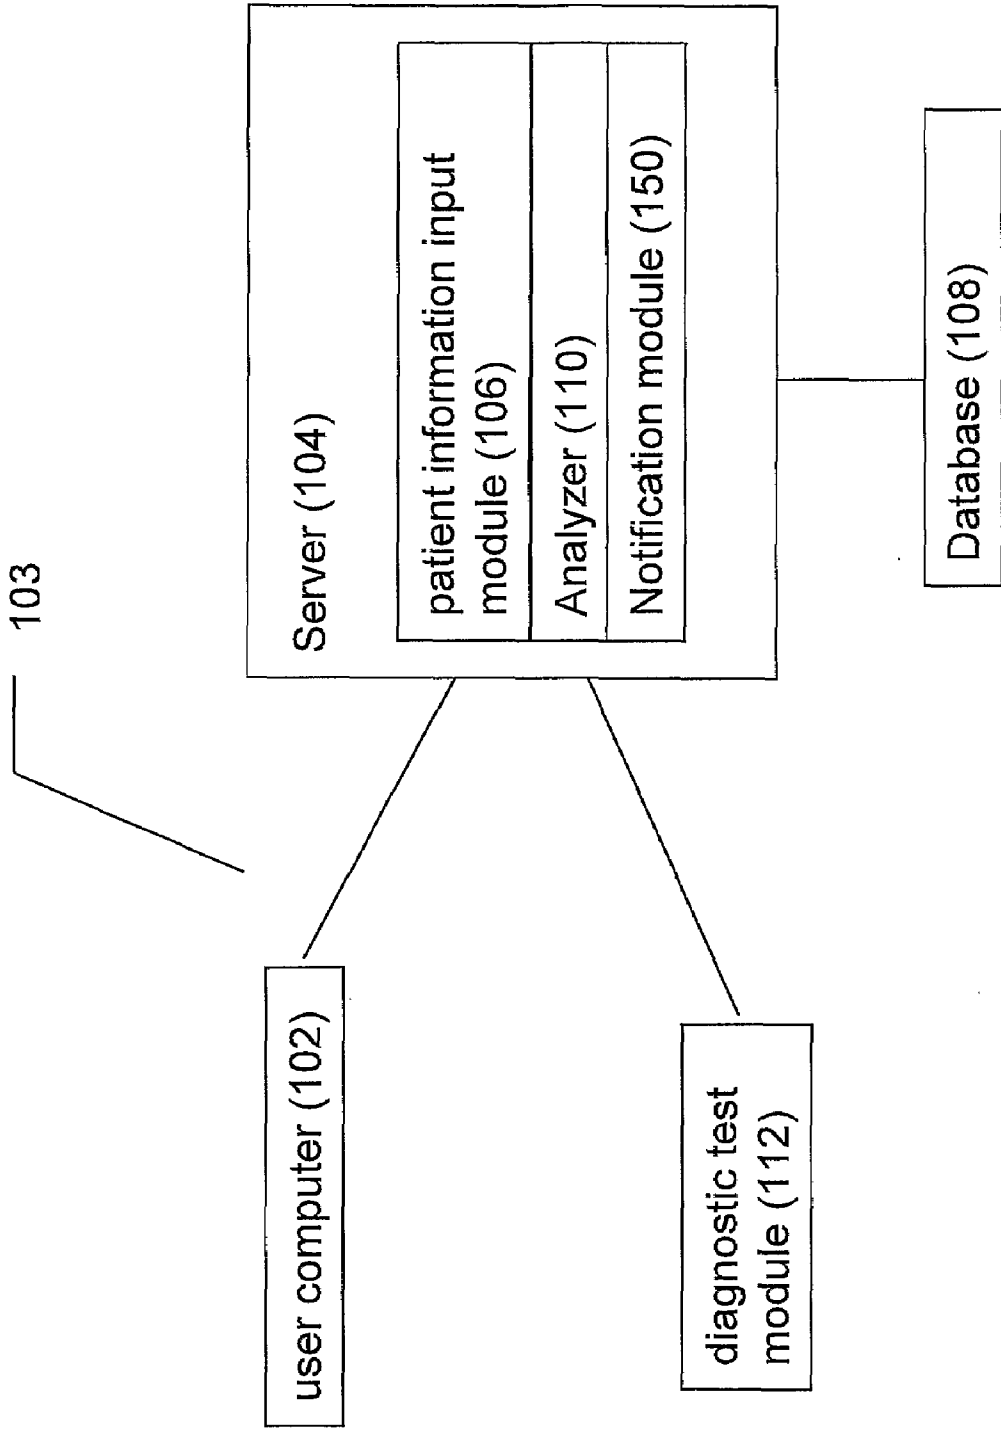 103
user computer (102)
Server (104)
patient information input
module (106)
Analyzer (110)
Notification module (150)
diagnostic test
module (112)
Database (108)